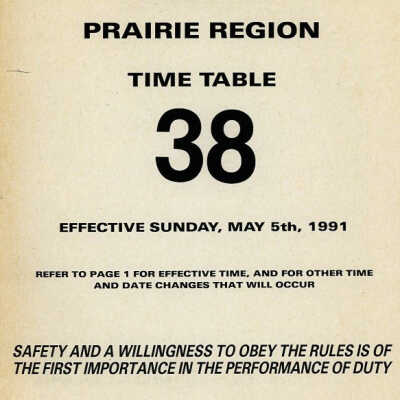 PRAIRIE REGION
TIME TABLE
38
EFFECTIVE SUNDAY, MAY 5th, 1991
REFER TO PAGE 1 FOR EFFECTIVE TIME, AND FOR OTHER TIME
AND DATE CHANGES THAT WILL OCCUR
SAFETY AND A WILLINGNESS TO OBEY THE RULES IS OF
THE FIRST IMPORTANCE IN THE PERFORMANCE OF DUTY